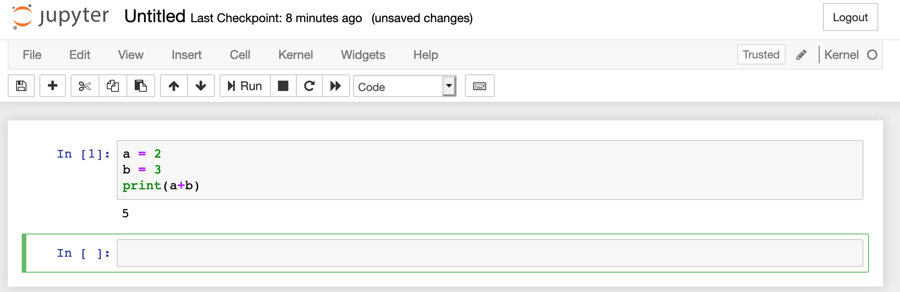 jupyter Untitled Last Checkpoint: 8 minutes ago (unsaved changes) Logout
File Edit View Insert Cell Kernel Widgets Help Trusted Kernel
Run Code
In [1]: a = 2
b = 3
print(a+b)
5
In [ ]: